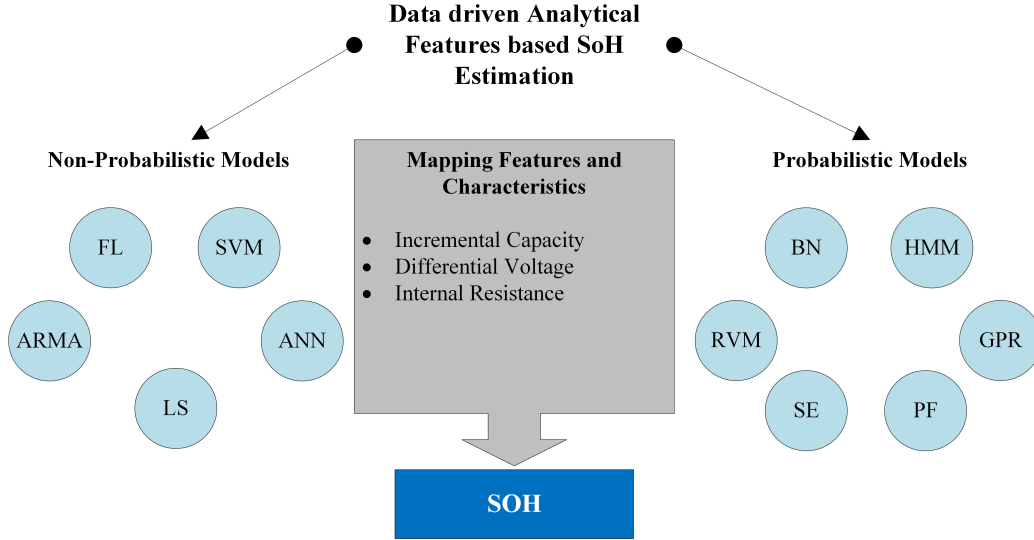 Data driven Analytical
Features based SoH
Estimation
Non-Probabilistic Models
Mapping Features and
Characteristics
Probabilistic Models
• Incremental Capacity
• Differential Voltage
• Internal Resistance
FL
SVM
ARMA
ANN
LS
BN
HMM
RVM
GPR
SE
PF
SOH